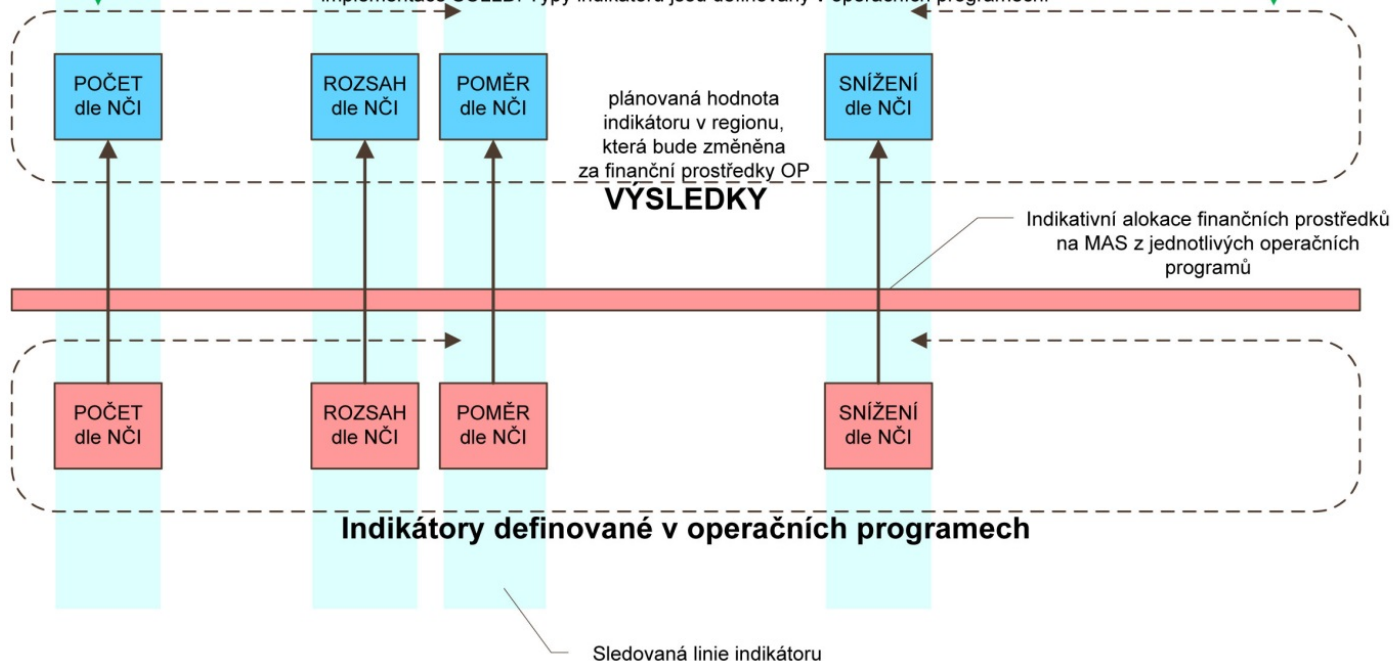 POČET
dle NČI
ROZSAH
dle NČI
POMĚR
dle NČI
plánovaná hodnota
indikátoru v regionu,
která bude změněna
za finanční prostředky OP
VÝSLEDKY
SNÍŽENÍ
dle NČI
Indikativní alokace finančních prostředků
na MAS z jednotlivých operačních
programů
POČET
dle NČI
ROZSAH
dle NČI
POMĚR
dle NČI
SNÍŽENÍ
dle NČI
Indikátory definované v operačních programech
Sledovaná linie indikátoru